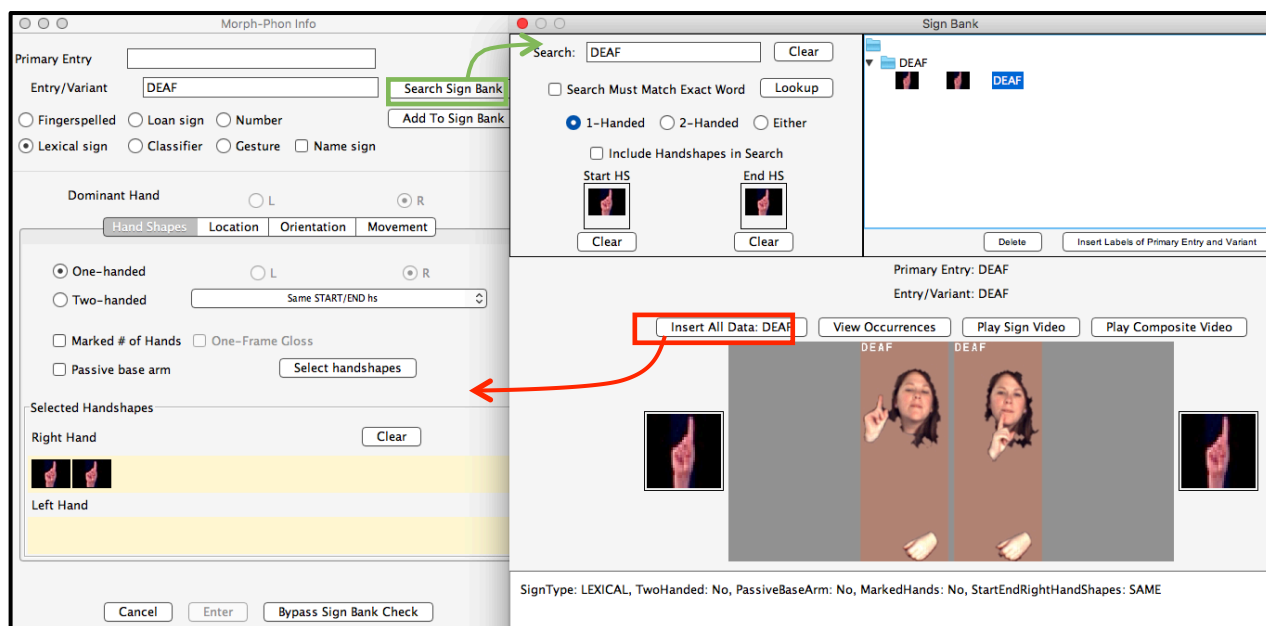 Morph-Phon Info
Primary Entry
Entry/Variant DEAF Search Sign Bank
Fingerspelled Loan sign Number Add To Sign Bank
Lexical sign Classifier Gesture Name sign
Dominant Hand L R
Hand Shapes Location Orientation Movement
One-handed L R
Two-handed Same START/END hs
Marked # of Hands One-Frame Gloss
Passive base arm Select handshapes
Selected Handshapes
Right Hand Clear
Left Hand
Cancel Enter Bypass Sign Bank Check
Sign Bank
Search: DEAF Clear
Search Must Match Exact Word Lookup
1-Handed 2-Handed Either
Include Handshapes in Search
Start HS End HS
Clear Clear
DEAF
DEAF
Delete Insert Labels of Primary Entry and Variant
Primary Entry: DEAF
Entry/Variant: DEAF
Insert All Data: DEAF View Occurrences Play Sign Video Play Composite Video
DEAF DEAF
SignType: LEXICAL, TwoHanded: No, PassiveBaseArm: No, MarkedHands: No, StartEndRightHandShapes: SAME